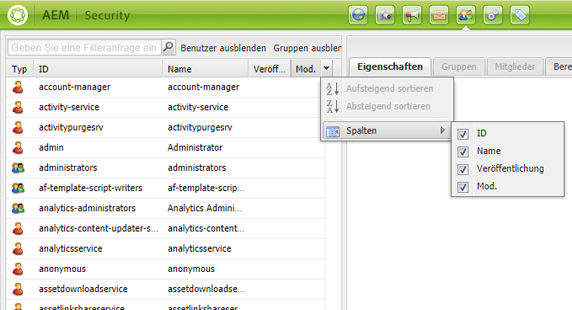 AEM | Security
Geben Sie eine Filteranfrage ein
Benutzer ausblenden
Gruppen ausblen
Typ ID Name Veröff... Mod.
Eigenschaften Gruppen Mitglieder Bere
account-manager account-manager
activity-service activity-service
activitypurgesrv activitypurgesrv
admin Administrator
administrators administrators
af-template-script-writers af-template-scrip...
analytics-administrators Analytics Admini...
analytics-content-updater-s... analytics-content...
analyticsservice analyticsservice
anonymous anonymous
assetdownloadservice assetdownloadse...
assetlinkshareservice assetlinkshareser
Aufsteigend sortieren
Absteigend sortieren
Spalten
ID
Name
Veröffentlichung
Mod.